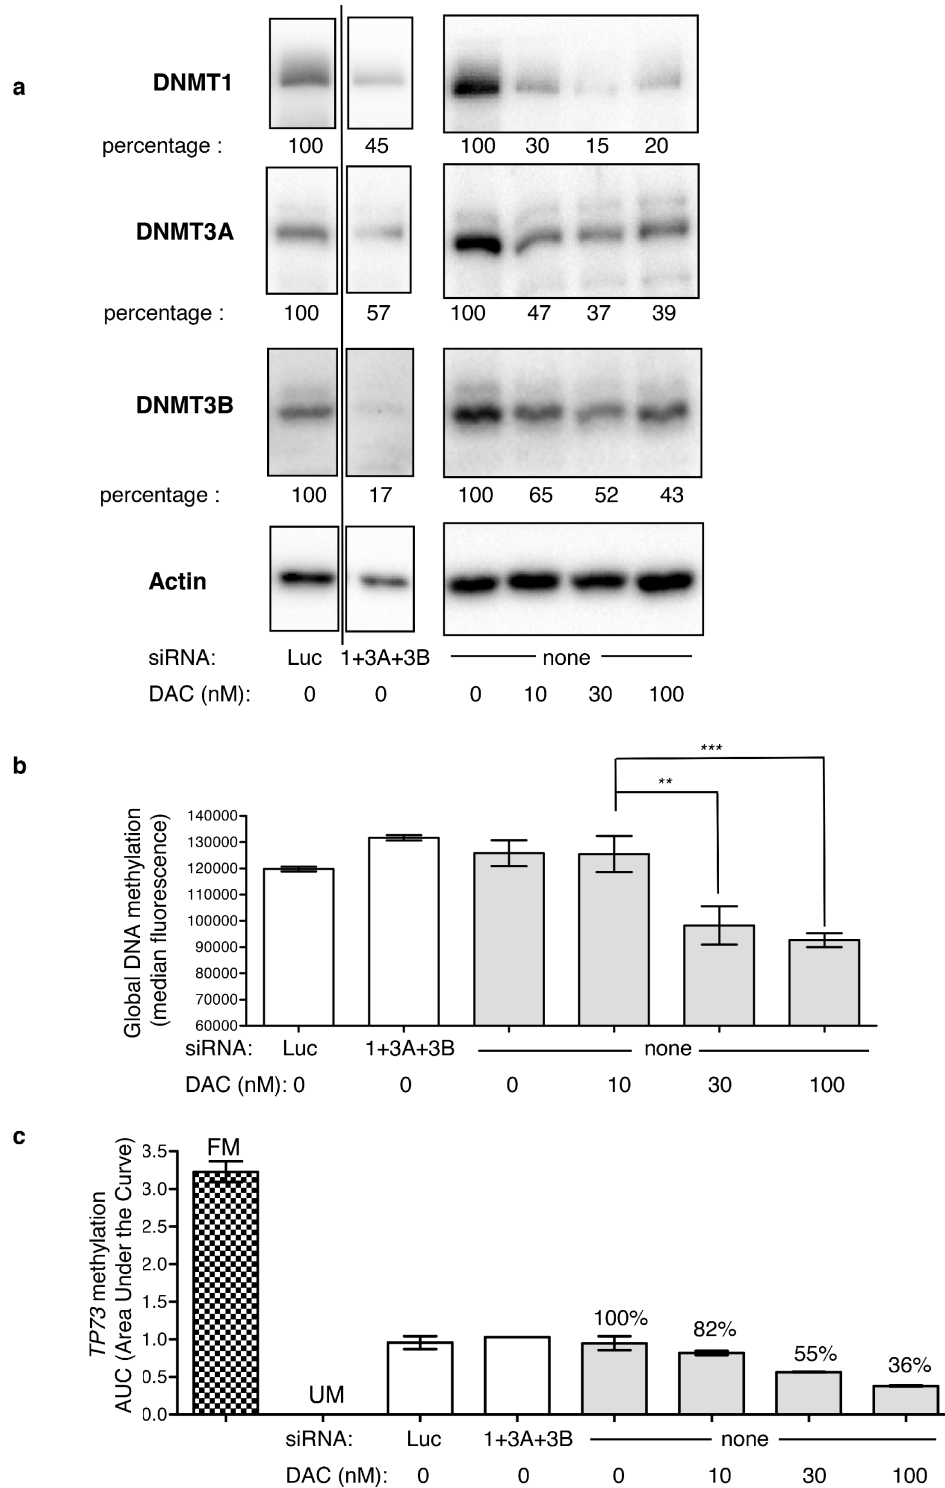 a
DNMT1
percentage : 100 45 100 30 15 20
DNMT3A
percentage : 100 57 100 47 37 39
DNMT3B
percentage : 100 17 100 65 52 43
Actin
siRNA: Luc 1+3A+3B none
DAC (nM): 0 0 0 10 30 100
b
***
**
Global DNA methylation
(median fluorescence)
140000
130000
120000
110000
100000
90000
80000
70000
60000
siRNA: Luc 1+3A+3B none
DAC (nM): 0 0 0 10 30 100
c
TP73 methylation
AUC (Area Under the Curve)
3.5
3.0
2.5
2.0
1.5
1.0
0.5
0.0
FM
UM
100%
82%
55%
36%
siRNA: Luc 1+3A+3B none
DAC (nM): 0 0 0 10 30 100